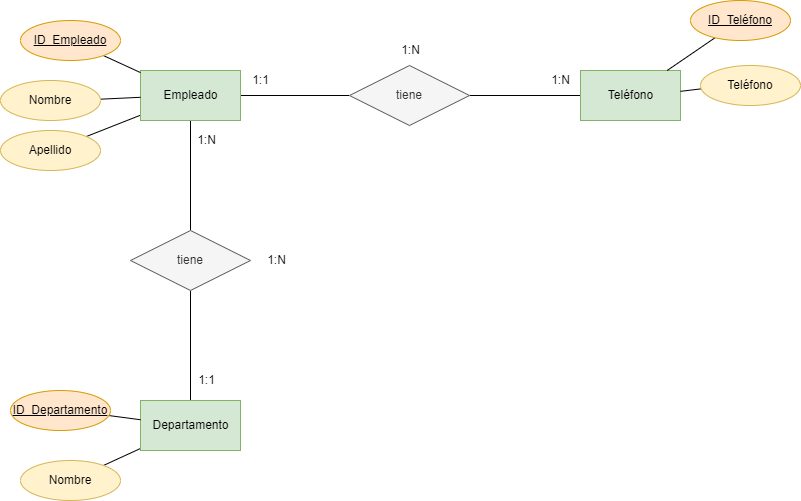 ID_Empleado
Nombre
Apellido
Empleado
1:1
1:N
tiene
1:N
Teléfono
ID_Teléfono
Teléfono
1:N
tiene
1:N
1:1
ID_Departamento
Departamento
Nombre